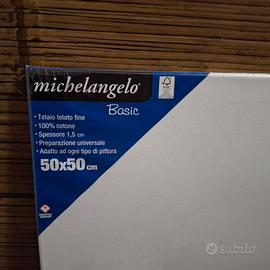 michelangelo
Basic
• Telaio telato fine
• 100% cotone
• Spessore 1,5 cm
• Preparazione universale
• Adatto ad ogni tipo di pittura
50x50 cm
subito